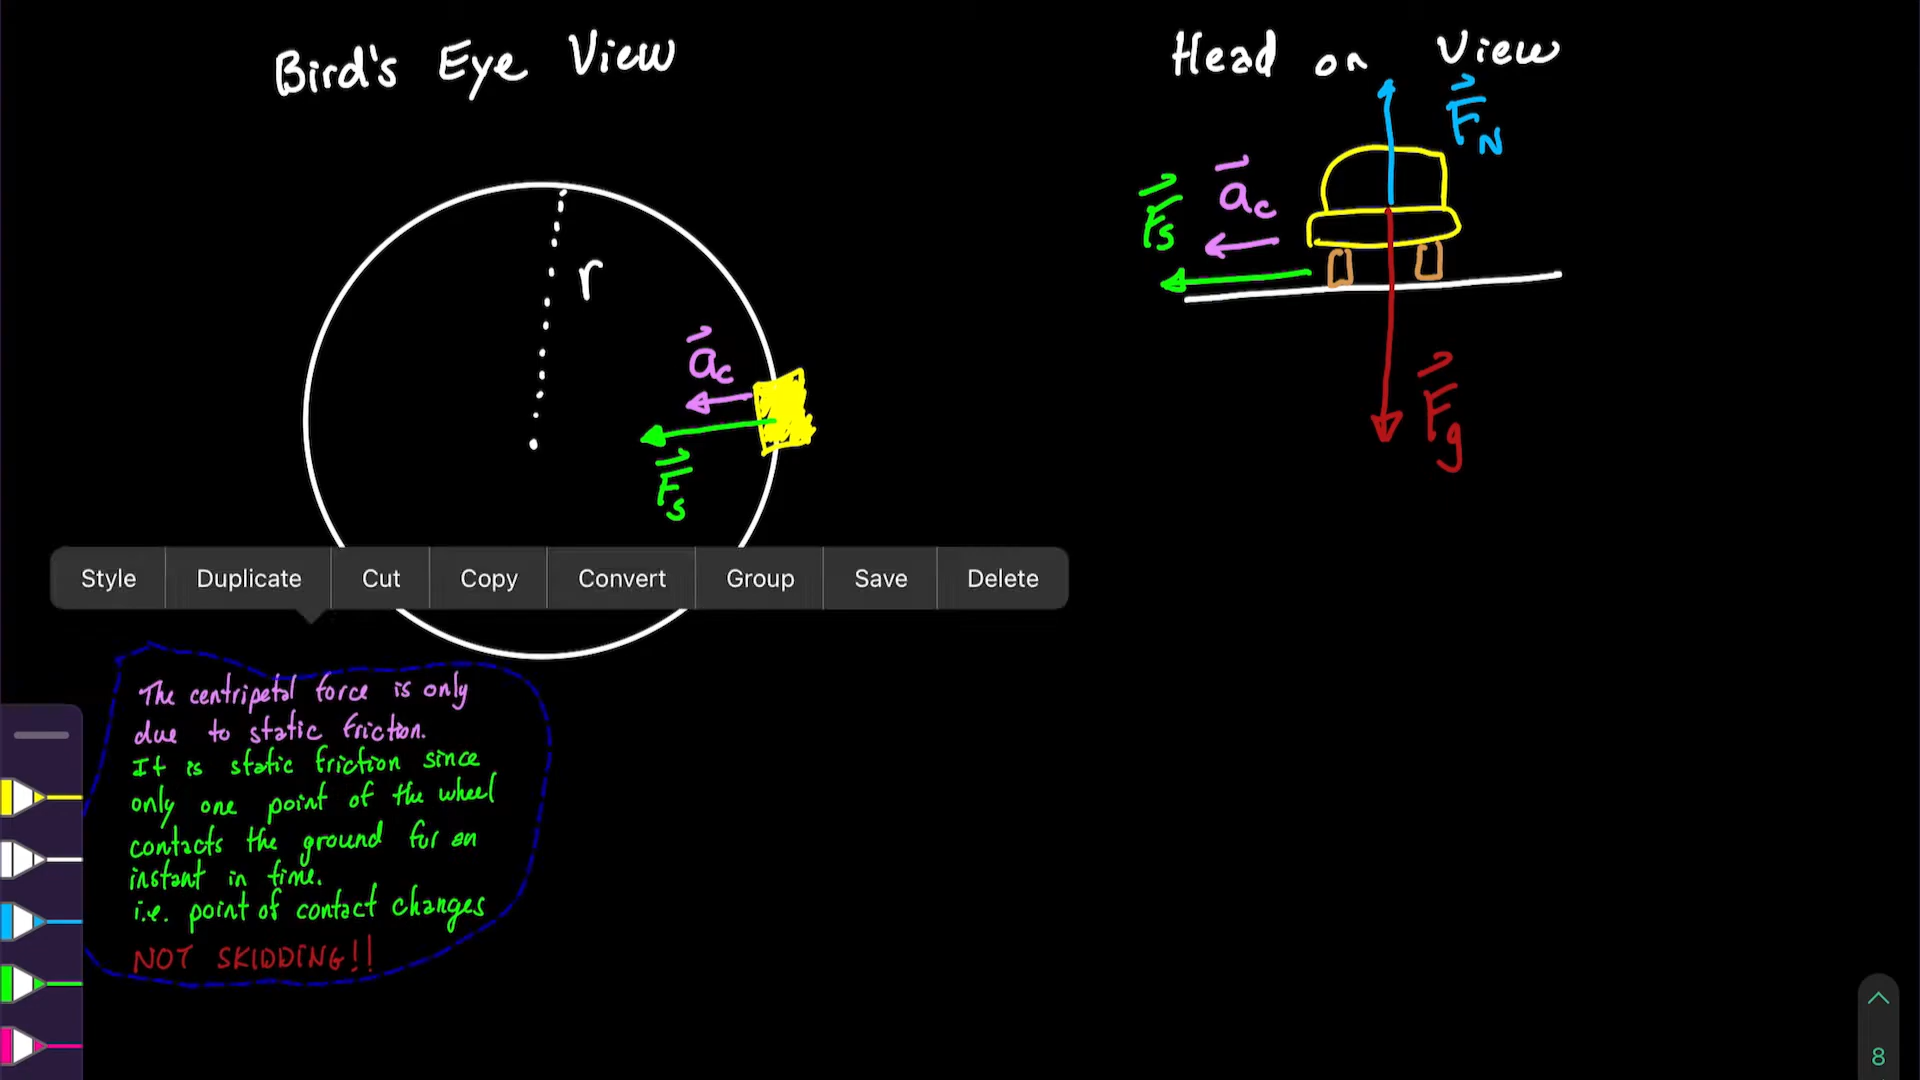 Bird's Eye View
Head on View
F_N
F_s
a_c
r
a_c
F_s
F_g
Style Duplicate Cut Copy Convert Group Save Delete
The centripetal force is only
due to static friction.
It is static friction since
only one point of the wheel
contacts the ground for an
instant in time.
i.e. point of contact changes
NOT SKIDDING!!
8